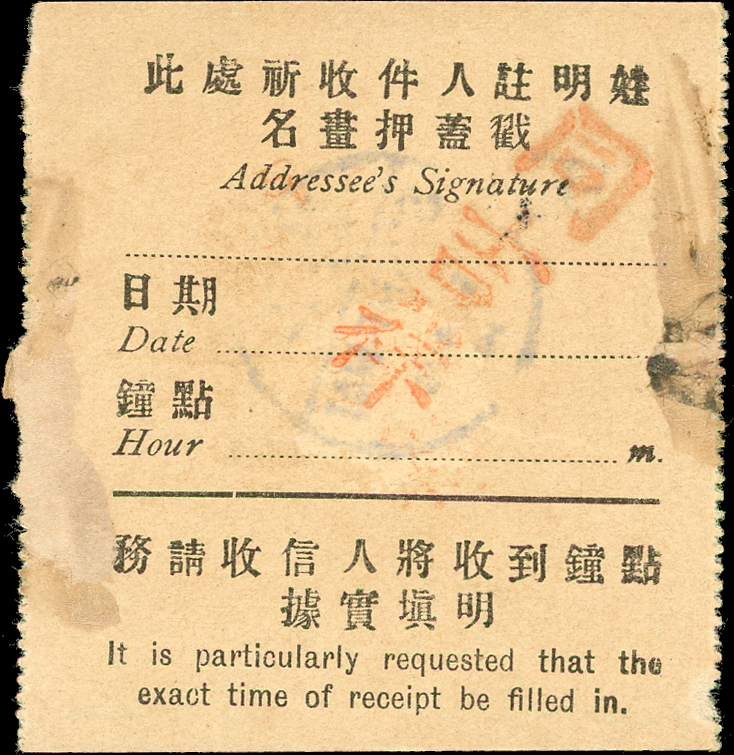 此處祈收件人註明姓
名畫押蓋戳
Addressee's Signature
日期
Date
鐘點
Hour m.
務請收信人將收到鐘點
據實塡明
It is particularly requested that the
exact time of receipt be filled in.